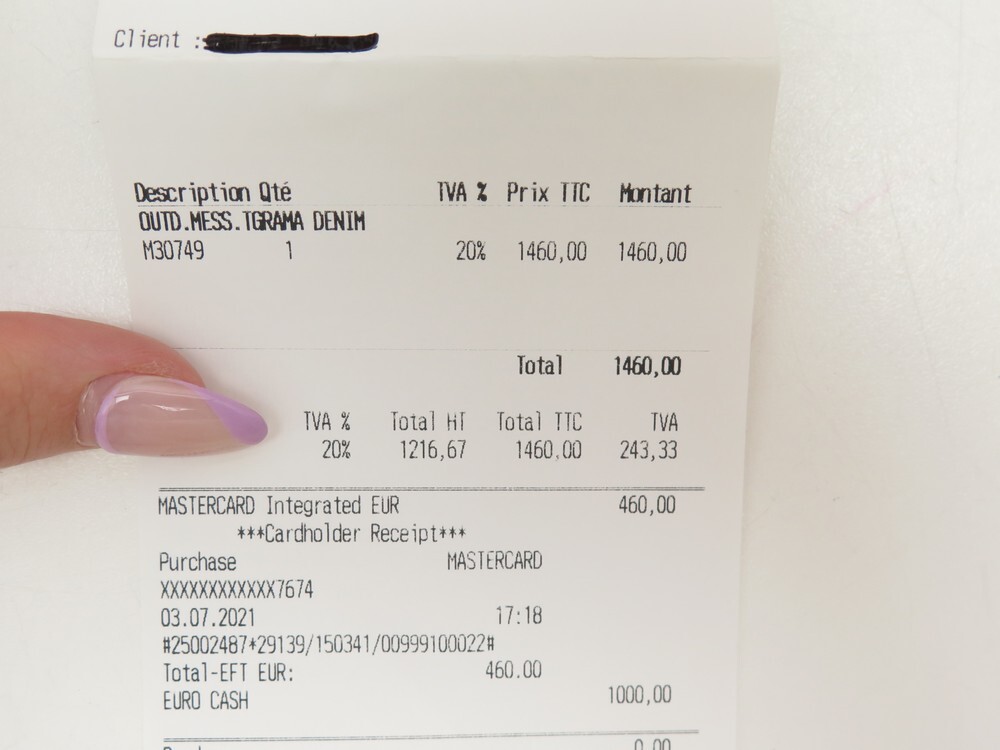 Client :
Description Qté TVA % Prix TTC Montant
OUTD.MESS.TGRAMA DENIM
M30749 1 20% 1460,00 1460,00
Total 1460,00
TVA % Total HT Total TTC TVA
20% 1216,67 1460,00 243,33
MASTERCARD Integrated EUR 460,00
***Cardholder Receipt***
Purchase MASTERCARD
XXXXXXXXXXXX7674
03.07.2021 17:18
#25002487*29139/150341/00999100022#
Total-EFT EUR: 460.00
EURO CASH 1000,00
0,00